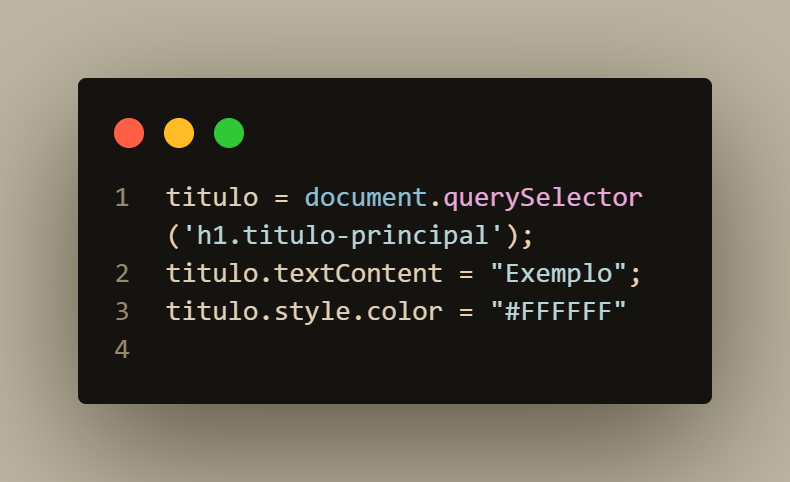 1 titulo = document.querySelector
('h1.titulo-principal');
2 titulo.textContent = "Exemplo";
3 titulo.style.color = "#FFFFFF"
4